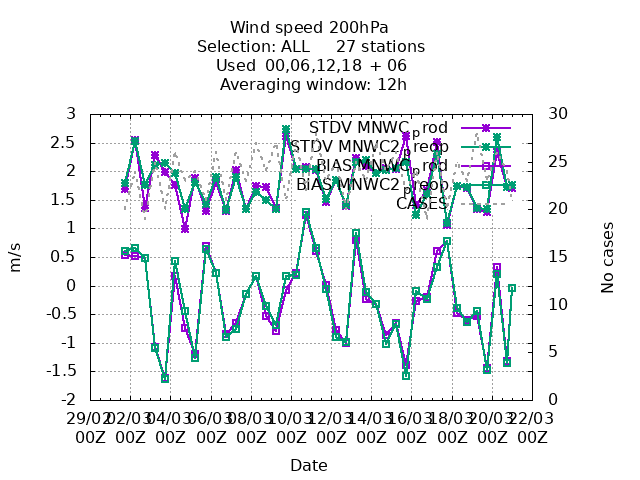 Wind speed 200hPa
Selection: ALL 27 stations
Used 00,06,12,18 + 06
Averaging window: 12h
STDV MNWC_prod
STDV MNWC2_preop
BIAS MNWC_prod
BIAS MNWC2_preop
CASES
3
2.5
2
1.5
1
0.5
0
-0.5
-1
-1.5
-2
m/s
30
25
20
15
10
5
0
No cases
29/02 02/03 04/03 06/03 08/03 10/03 12/03 14/03 16/03 18/03 20/03 22/03
00Z 00Z 00Z 00Z 00Z 00Z 00Z 00Z 00Z 00Z 00Z 00Z
Date